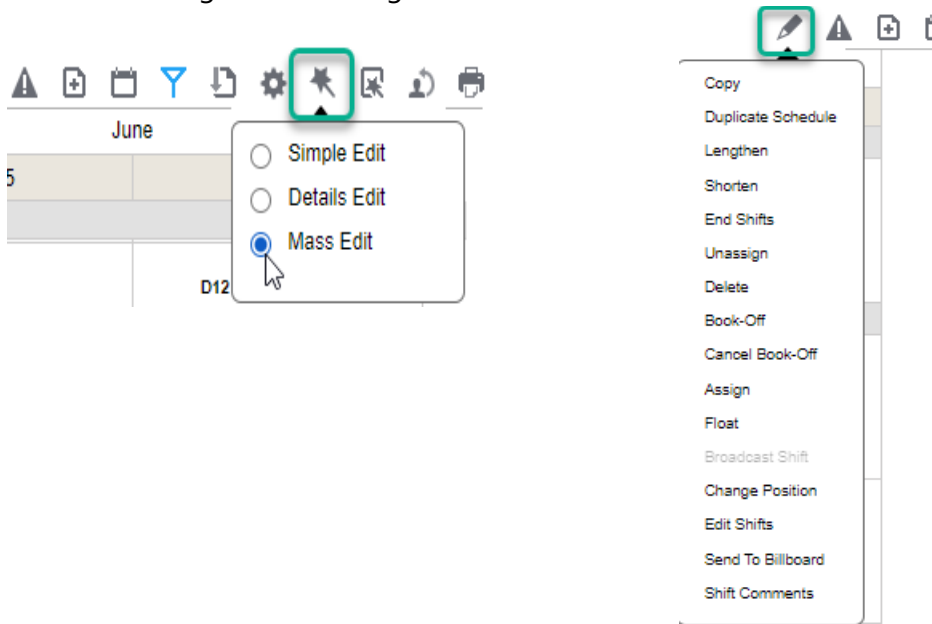 June
5
Simple Edit
Details Edit
Mass Edit
D12
Copy
Duplicate Schedule
Lengthen
Shorten
End Shifts
Unassign
Delete
Book-Off
Cancel Book-Off
Assign
Float
Broadcast Shift
Change Position
Edit Shifts
Send To Billboard
Shift Comments